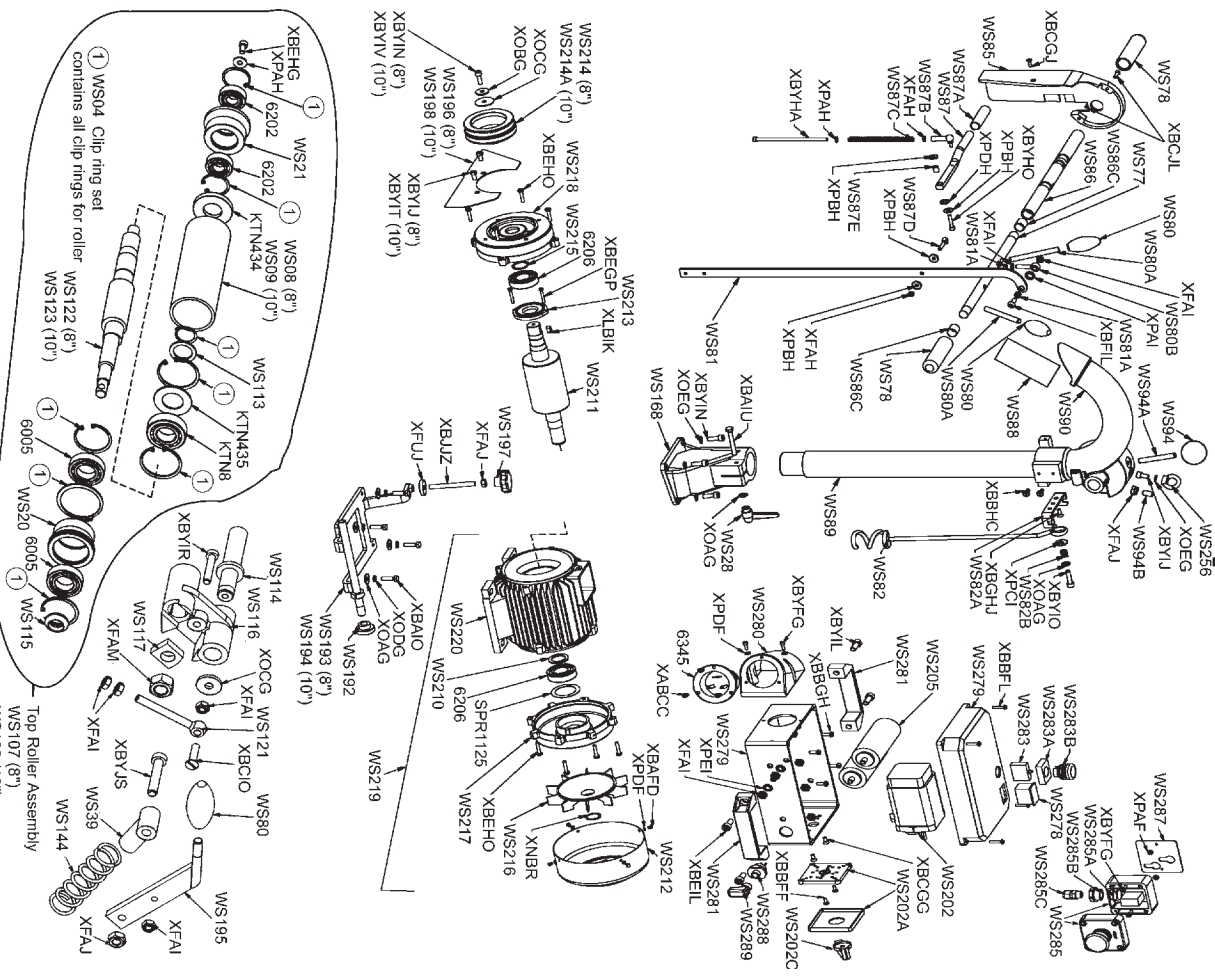 XBEHG
XPAH
1
6202
WS21
6202
1
KTN434
WS08 (8")
WS09 (10")
1
WS113
1
KTN435
KTN8
1
1 WS04 Clip ring set
contains all clip rings for roller
WS122 (8")
WS123 (10")
1
6005
WS20
6005
1
WS115
XBYIR
WS114
WS116
WS117
XFAM
XFAI
XOCG
XFAI
WS121
XBCIO
XBYJS
WS80
WS39
WS144
WS195
XFAI
XFAJ
Top Roller Assembly
WS107 (8")
XBYIN (8")
XBYIV (10")
XOBG
XOCG
WS214 (8")
WS214A (10")
WS196 (8")
WS198 (10")
XBYIJ (8")
XBYIT (10")
XBEHO
WS218
WS215
6206
XBEGP
WS213
XLBIK
WS211
WS197
XFAJ
XBJJZ
XFUJ
XBAIO
XODG
XOAG
WS192
WS193 (8")
WS194 (10")
WS220
WS210
6206
SPR1125
WS217
XBEHO
WS216
XNBR
WS212
XPDF
XBAFD
WS219
WS78
XBCGJ
WS85
XBCJL
WS87A
WS87
WS87B
XFAH
WS87C
XPAH
XBYHA
XPDH
XPBH
XBYHO
WS86
WS86C
WS77
XPBH
WS87E
XPBH
WS87D
XFAI
WS81A
WS80
WS80A
XFAI
WS80B
XPAI
WS81A
XBFIL
WS80
WS80A
WS78
WS86C
XFAH
XPBH
WS81
WS88
WS90
WS94A
WS94
WS256
XOEG
XBYIJ
WS94B
XFAJ
XBBHC
WS89
WS82
XBYIO
XOAG
WS82B
XPCI
XBGHJ
WS82A
XBAIU
XBYIN
XOEG
WS168
WS28
XOAG
XBYFG
WS280
XPDF
6345
XABCC
XBYIL
WS281
WS205
XBBGH
WS279
XPEI
XFAI
XBEIL
WS281
WS288
WS289
XBBFL
WS279
WS283
WS283A
WS283B
WS278
WS202
XBCGG
WS202A
XBBFF
WS202C
WS287
XPAF
XBYFG
WS285A
WS285B
WS285C
WS285